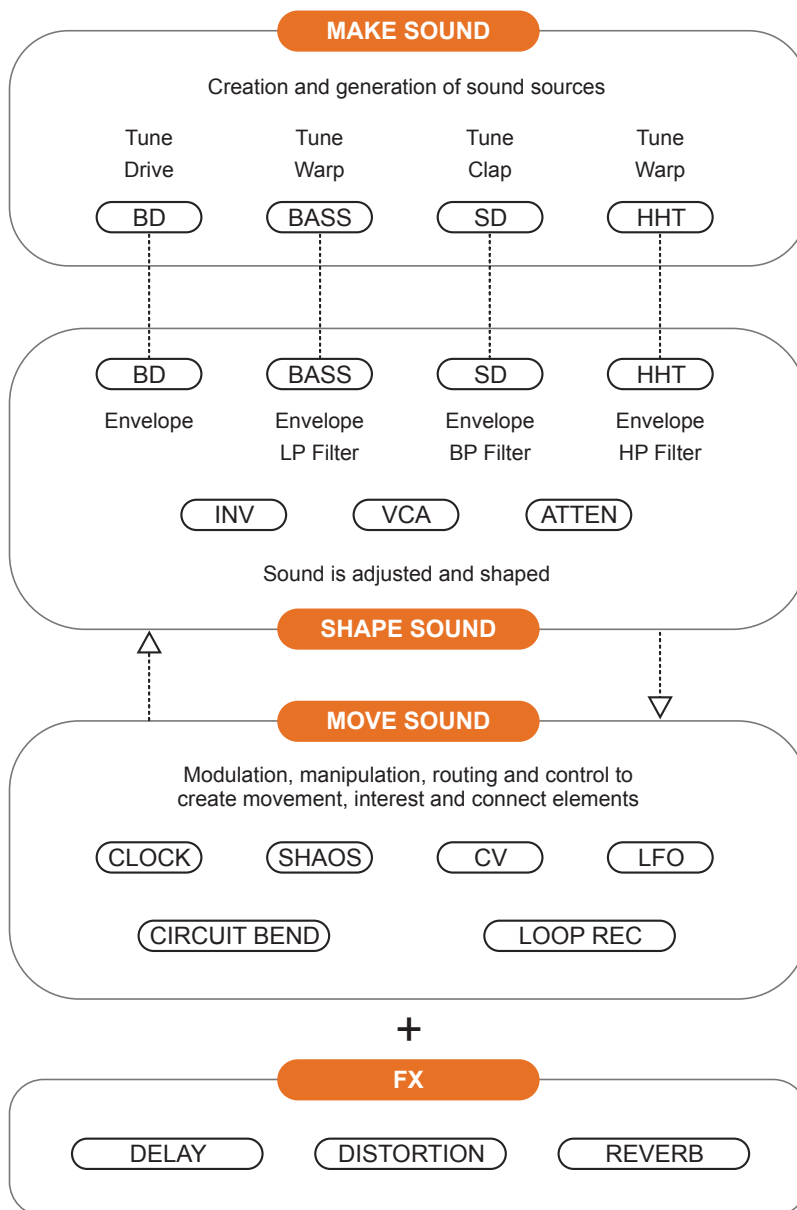 MAKE SOUND
Creation and generation of sound sources
Tune Tune Tune Tune
Drive Warp Clap Warp
BD BASS SD HHT
BD BASS SD HHT
Envelope Envelope Envelope Envelope
LP Filter BP Filter HP Filter
INV VCA ATTEN
Sound is adjusted and shaped
SHAPE SOUND
MOVE SOUND
Modulation, manipulation, routing and control to
create movement, interest and connect elements
CLOCK SHAOS CV LFO
CIRCUIT BEND LOOP REC
+
FX
DELAY DISTORTION REVERB